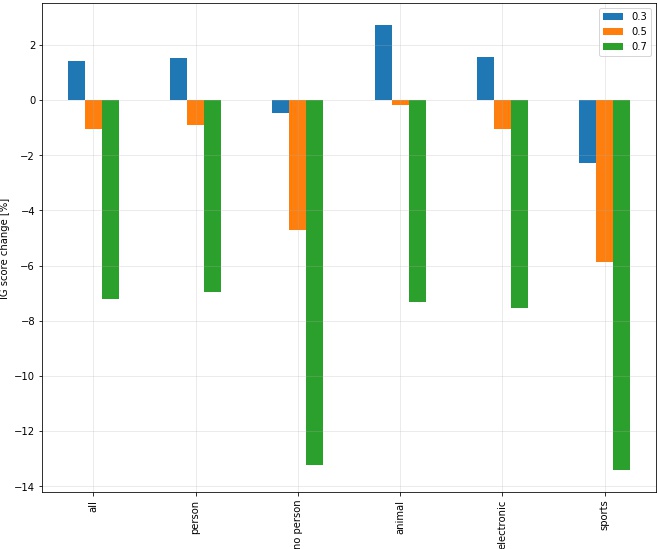 0.3
0.5
0.7
2
0
−2
−4
−6
−8
−10
−12
−14
IG score change [%]
all
person
no person
animal
electronic
sports